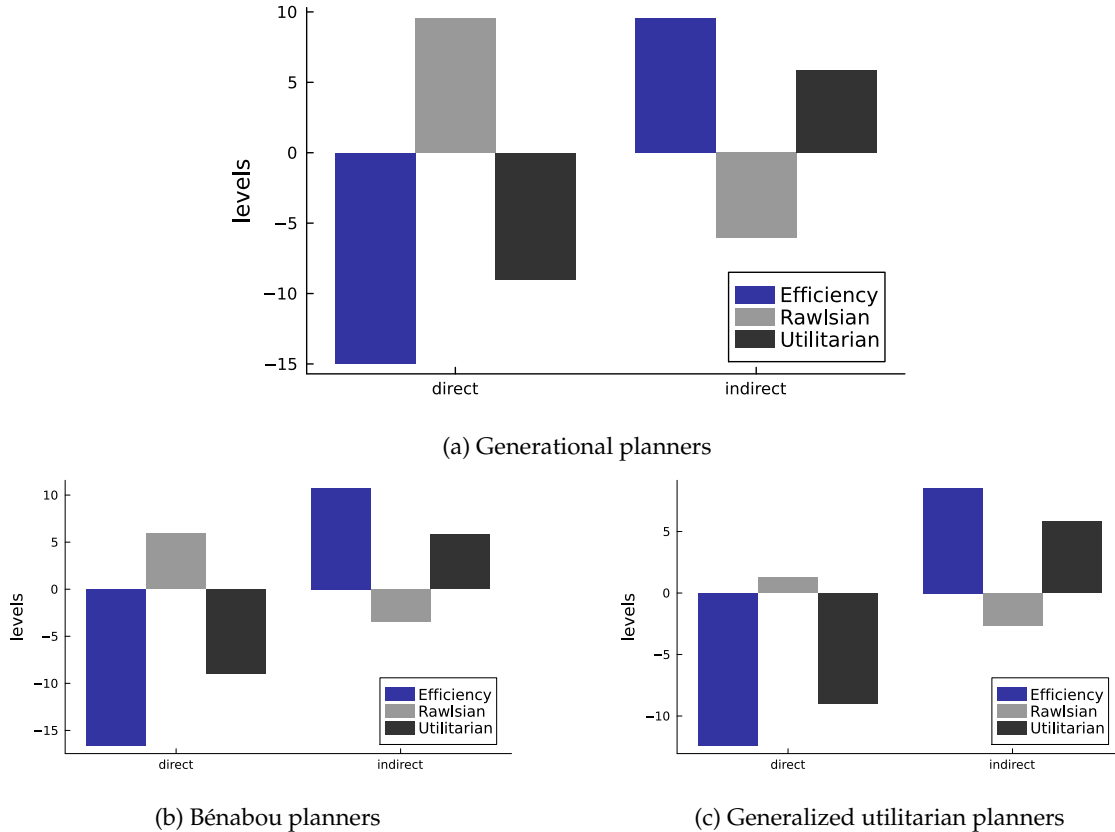 10
5
0
−5
−10
−15
levels
direct
indirect
Efficiency
Rawlsian
Utilitarian
(a) Generational planners
10
5
0
−5
−10
−15
levels
direct
indirect
Efficiency
Rawlsian
Utilitarian
(b) Bénabou planners
5
0
−5
−10
levels
direct
indirect
Efficiency
Rawlsian
Utilitarian
(c) Generalized utilitarian planners